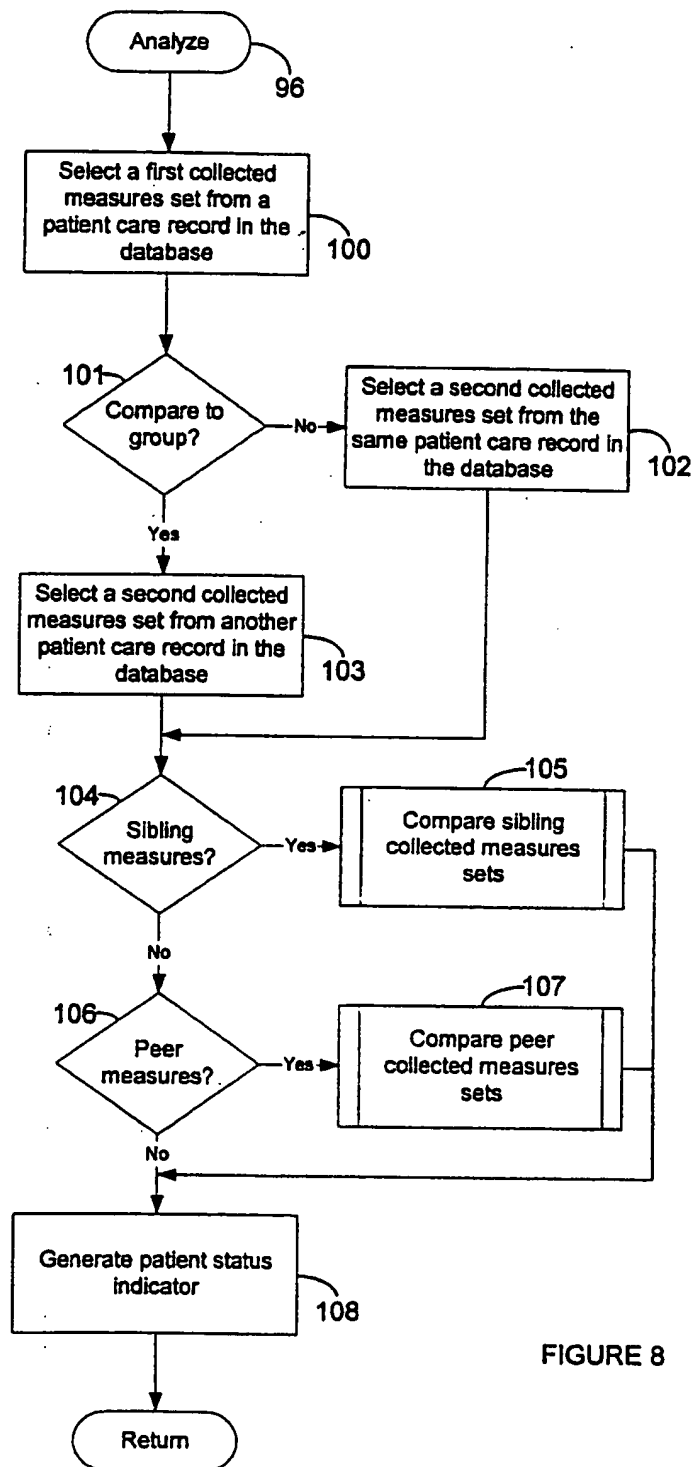 Analyze
96
Select a first collected
measures set from a
patient care record in the
database
100
101
Compare to
group?
No
Select a second collected
measures set from the
same patient care record in
the database
102
Yes
Select a second collected
measures set from another
patient care record in the
database
103
104
Sibling
measures?
Yes
105
Compare sibling
collected measures
sets
No
106
Peer
measures?
Yes
107
Compare peer
collected measures
sets
No
Generate patient status
indicator
108
FIGURE 8
Return